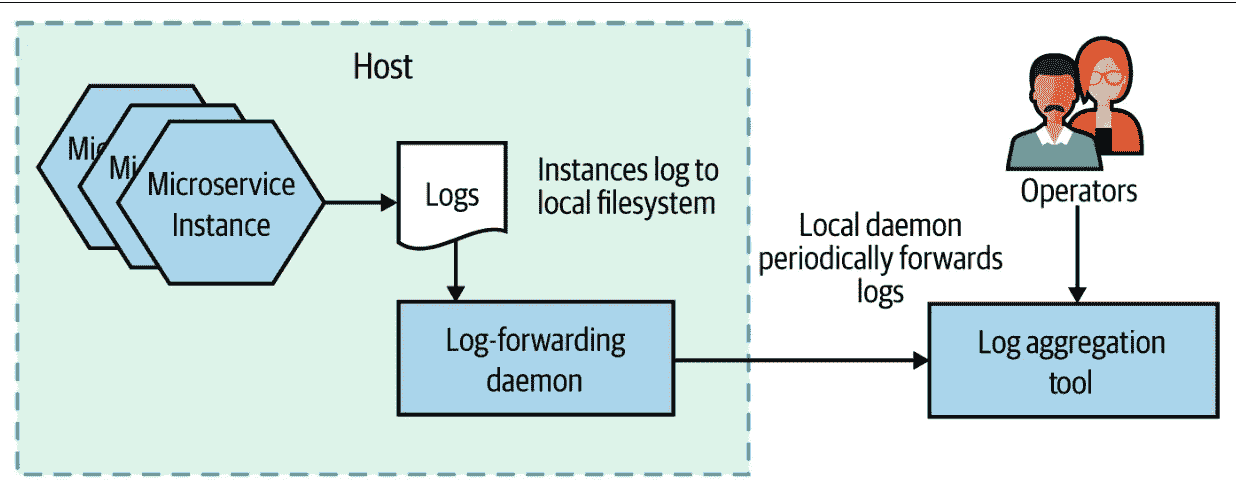 Host
Mic
Mi
Microservice
Instance
Logs
Instances log to
local filesystem
Log-forwarding
daemon
Local daemon
periodically forwards
logs
Operators
Log aggregation
tool